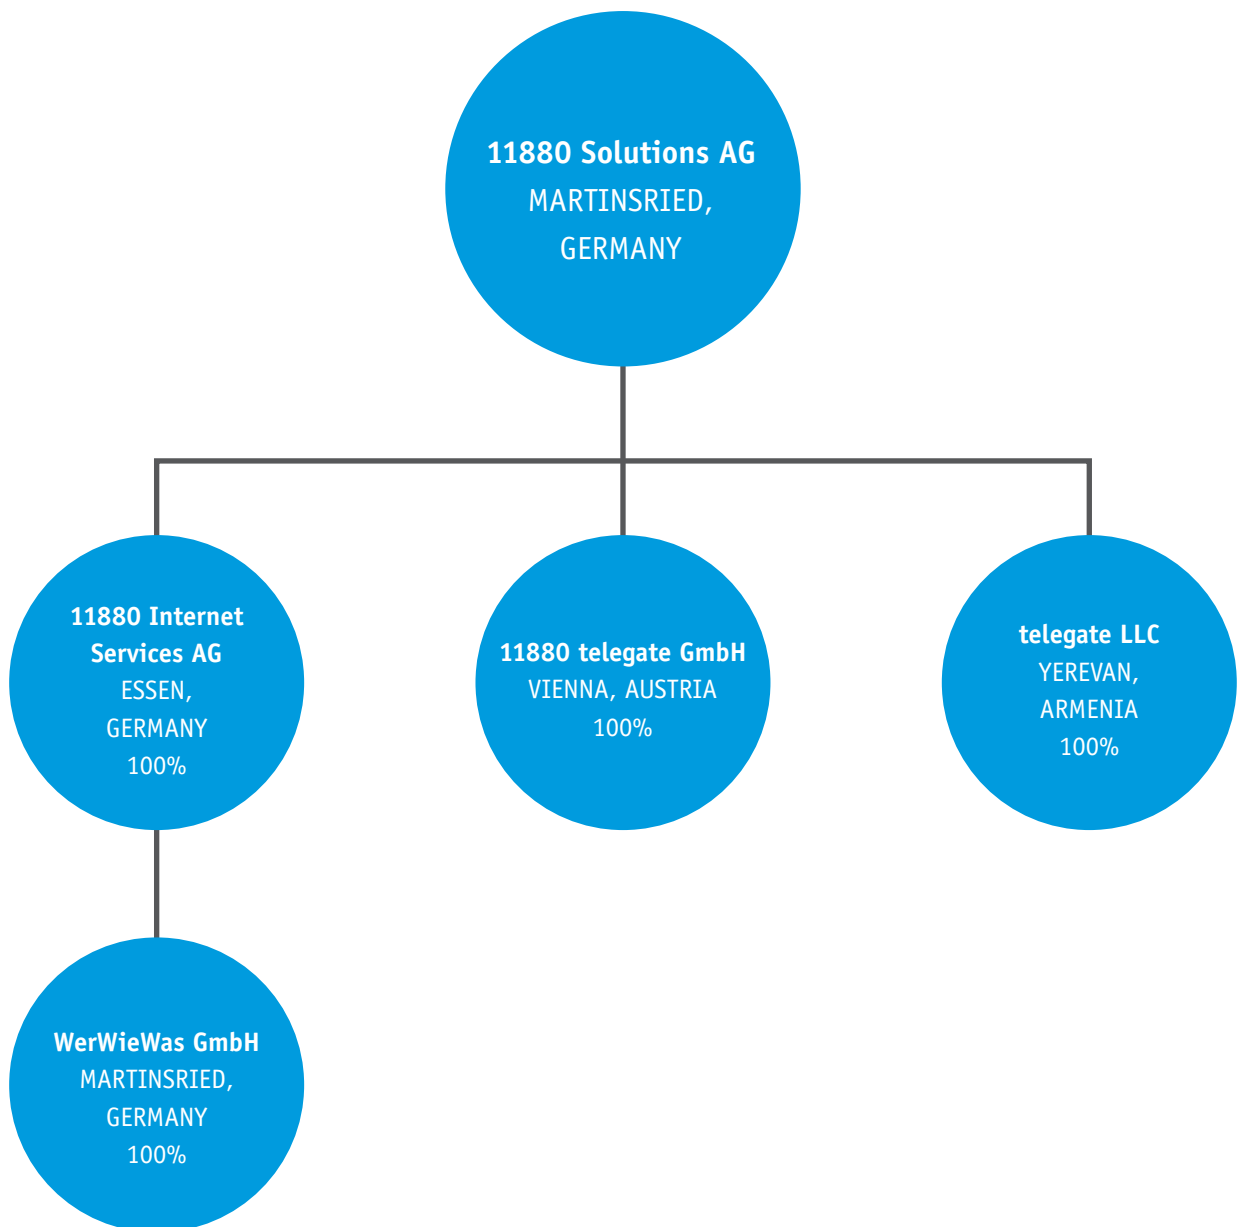 11880 Solutions AG
MARTINSRIED,
GERMANY
11880 Internet
Services AG
ESSEN,
GERMANY
100%
11880 telegate GmbH
VIENNA, AUSTRIA
100%
telegate LLC
YEREVAN,
ARMENIA
100%
WerWieWas GmbH
MARTINSRIED,
GERMANY
100%